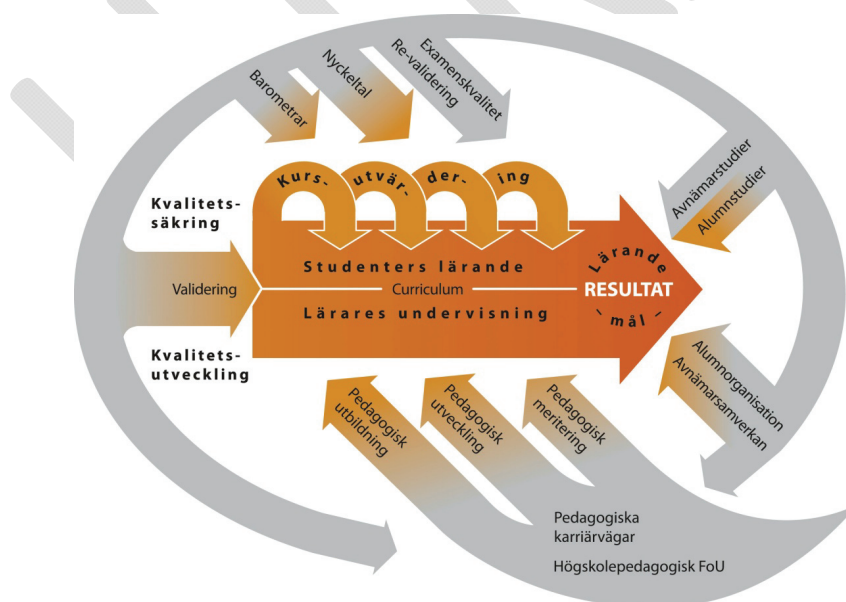 Barometrar
Nyckeltal
Re-validering
Examenskvalitet
Avnämarstudier
Alumnstudier
Kurs-
utvär-
der-
ing
Kvalitets-
säkring
Validering
Kvalitets-
utveckling
Studenters lärande
Curriculum
Lärares undervisning
Lärande
RESULTAT
– mål –
Alumnorganisation
Avnämarsamverkan
Pedagogisk
utbildning
Pedagogisk
utveckling
Pedagogisk
meritering
Pedagogiska
karriärvägar
Högskolepedagogisk FoU